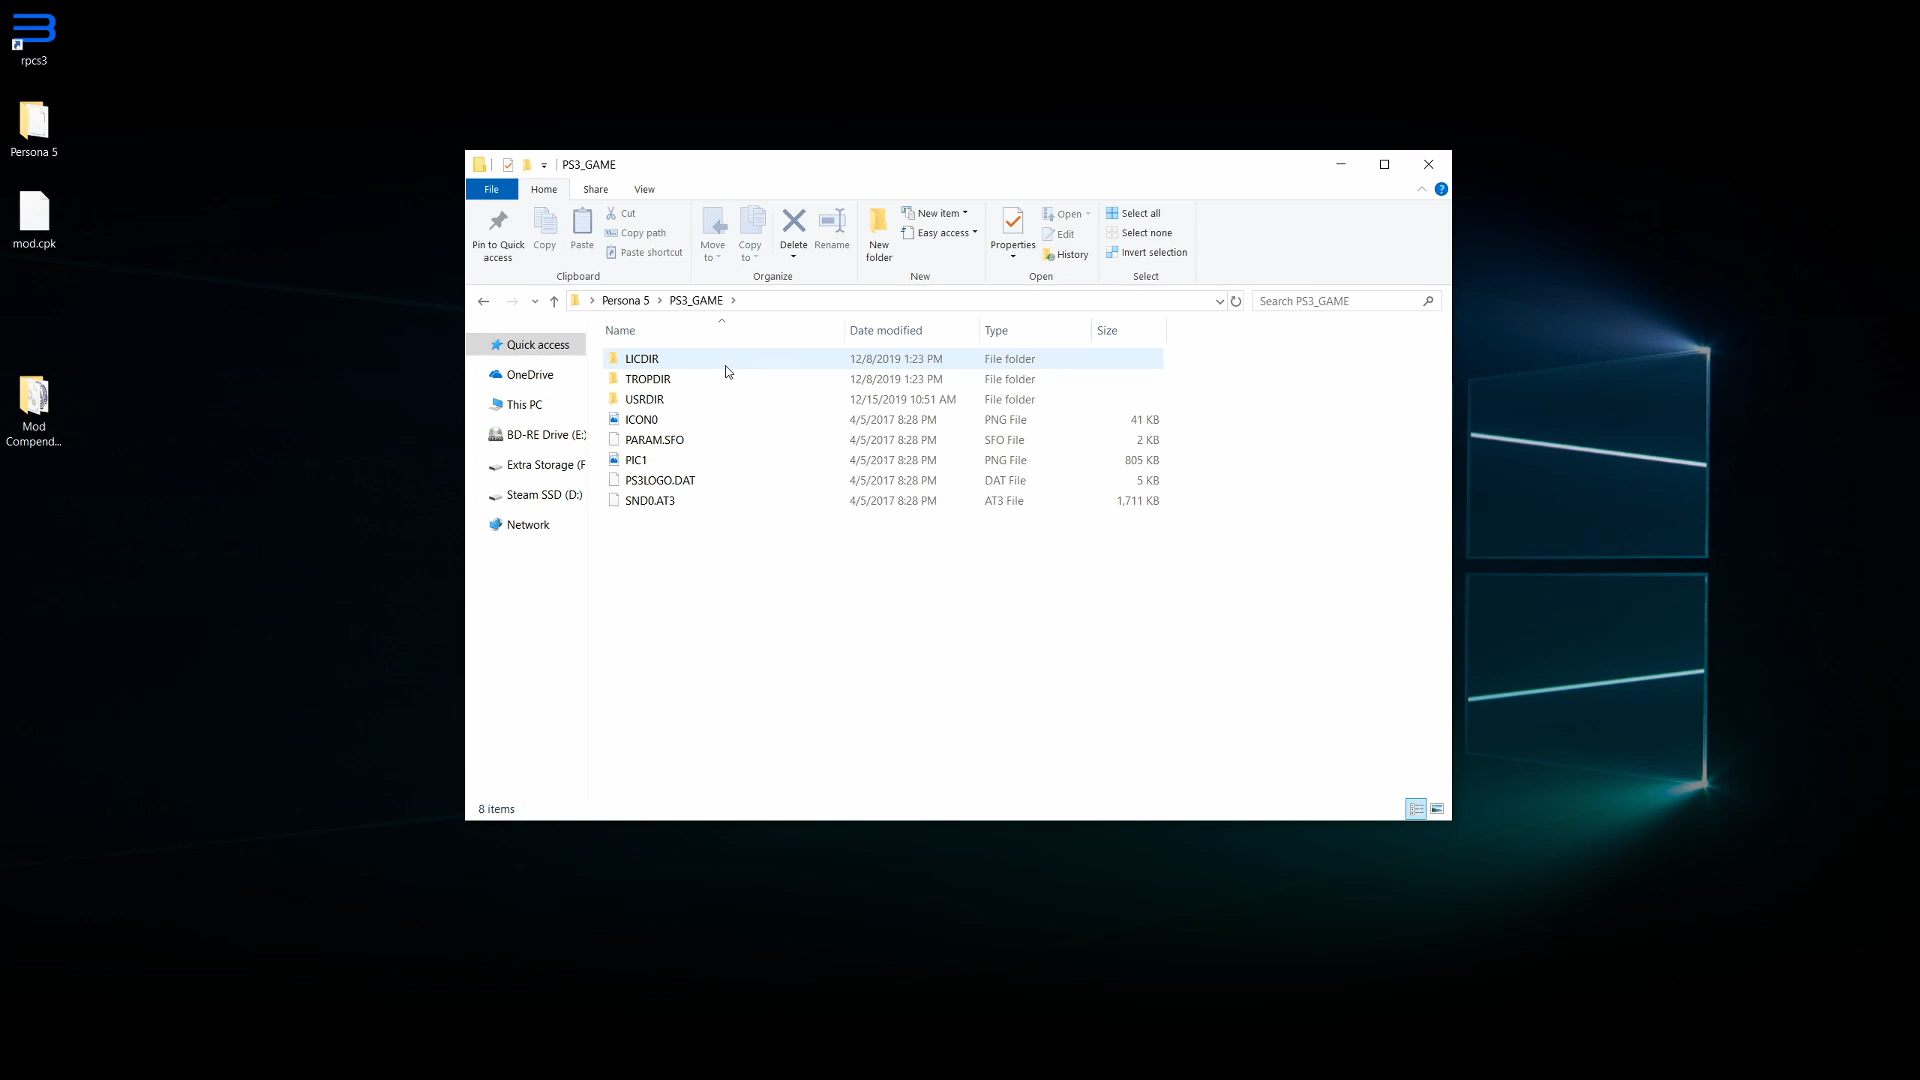 rpcs3
Persona 5
mod.cpk
Mod
Compend...
PS3_GAME
File Home Share View
Pin to Quick
access
Copy
Paste
Cut
Copy path
Paste shortcut
Clipboard
Move
to
Copy
to
Delete
Rename
Organize
New
folder
New item
Easy access
New
Properties
Open
Edit
History
Open
Select all
Select none
Invert selection
Select
Persona 5 > PS3_GAME >
Search PS3_GAME
Name Date modified Type Size
Quick access
OneDrive
This PC
BD-RE Drive (E:)
Extra Storage (F
Steam SSD (D:)
Network
LICDIR 12/8/2019 1:23 PM File folder
TROPDIR 12/8/2019 1:23 PM File folder
USRDIR 12/15/2019 10:51 AM File folder
ICON0 4/5/2017 8:28 PM PNG File 41 KB
PARAM.SFO 4/5/2017 8:28 PM SFO File 2 KB
PIC1 4/5/2017 8:28 PM PNG File 805 KB
PS3LOGO.DAT 4/5/2017 8:28 PM DAT File 5 KB
SND0.AT3 4/5/2017 8:28 PM AT3 File 1,711 KB
8 items